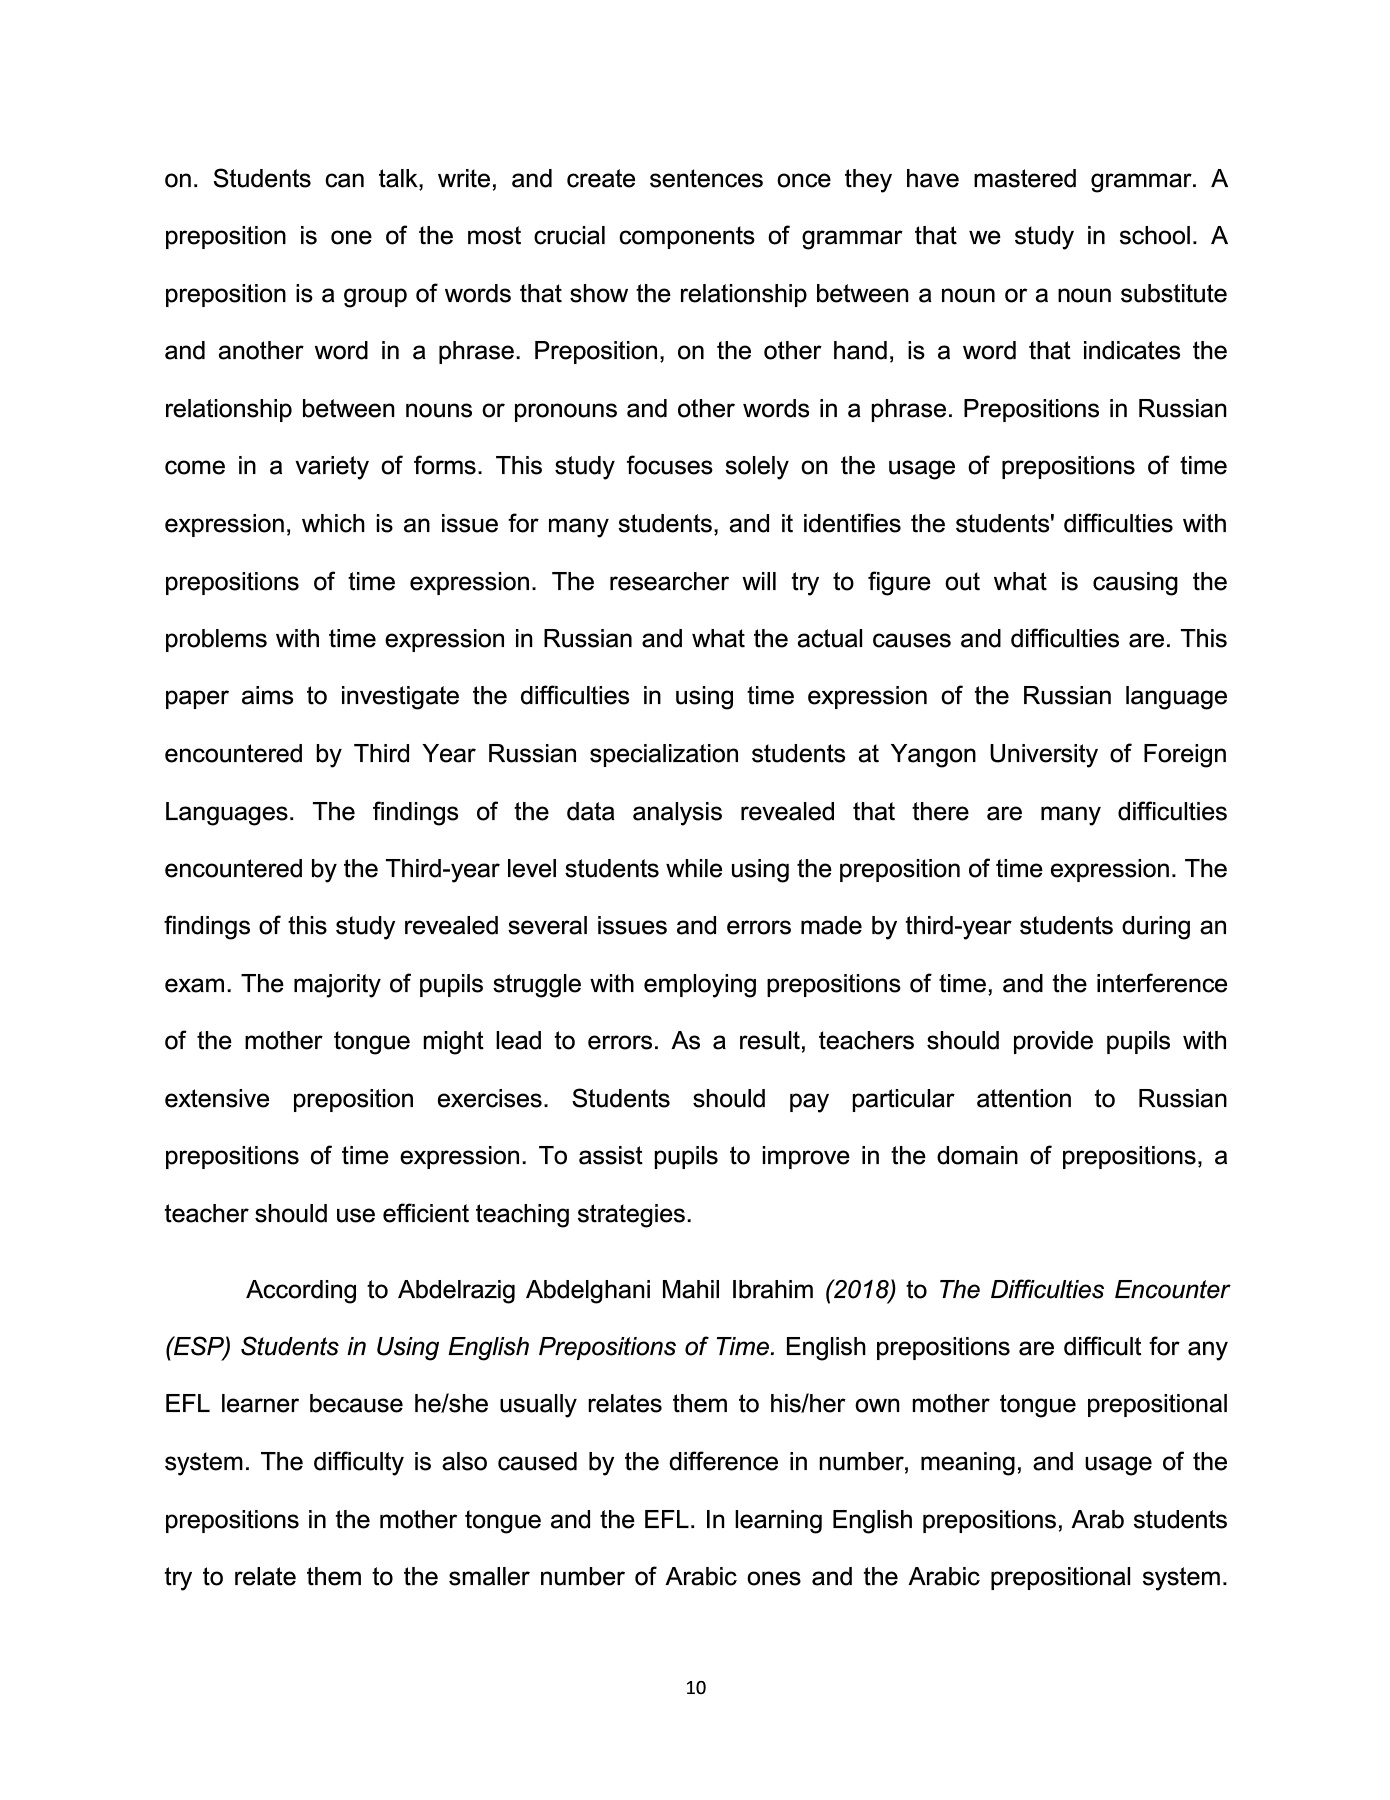 on. Students can talk, write, and create sentences once they have mastered grammar. A
preposition is one of the most crucial components of grammar that we study in school. A
preposition is a group of words that show the relationship between a noun or a noun substitute
and another word in a phrase. Preposition, on the other hand, is a word that indicates the
relationship between nouns or pronouns and other words in a phrase. Prepositions in Russian
come in a variety of forms. This study focuses solely on the usage of prepositions of time
expression, which is an issue for many students, and it identifies the students' difficulties with
prepositions of time expression. The researcher will try to figure out what is causing the
problems with time expression in Russian and what the actual causes and difficulties are. This
paper aims to investigate the difficulties in using time expression of the Russian language
encountered by Third Year Russian specialization students at Yangon University of Foreign
Languages. The findings of the data analysis revealed that there are many difficulties
encountered by the Third-year level students while using the preposition of time expression. The
findings of this study revealed several issues and errors made by third-year students during an
exam. The majority of pupils struggle with employing prepositions of time, and the interference
of the mother tongue might lead to errors. As a result, teachers should provide pupils with
extensive preposition exercises. Students should pay particular attention to Russian
prepositions of time expression. To assist pupils to improve in the domain of prepositions, a
teacher should use efficient teaching strategies.
According to Abdelrazig Abdelghani Mahil Ibrahim (2018) to The Difficulties Encounter
(ESP) Students in Using English Prepositions of Time. English prepositions are difficult for any
EFL learner because he/she usually relates them to his/her own mother tongue prepositional
system. The difficulty is also caused by the difference in number, meaning, and usage of the
prepositions in the mother tongue and the EFL. In learning English prepositions, Arab students
try to relate them to the smaller number of Arabic ones and the Arabic prepositional system.
10